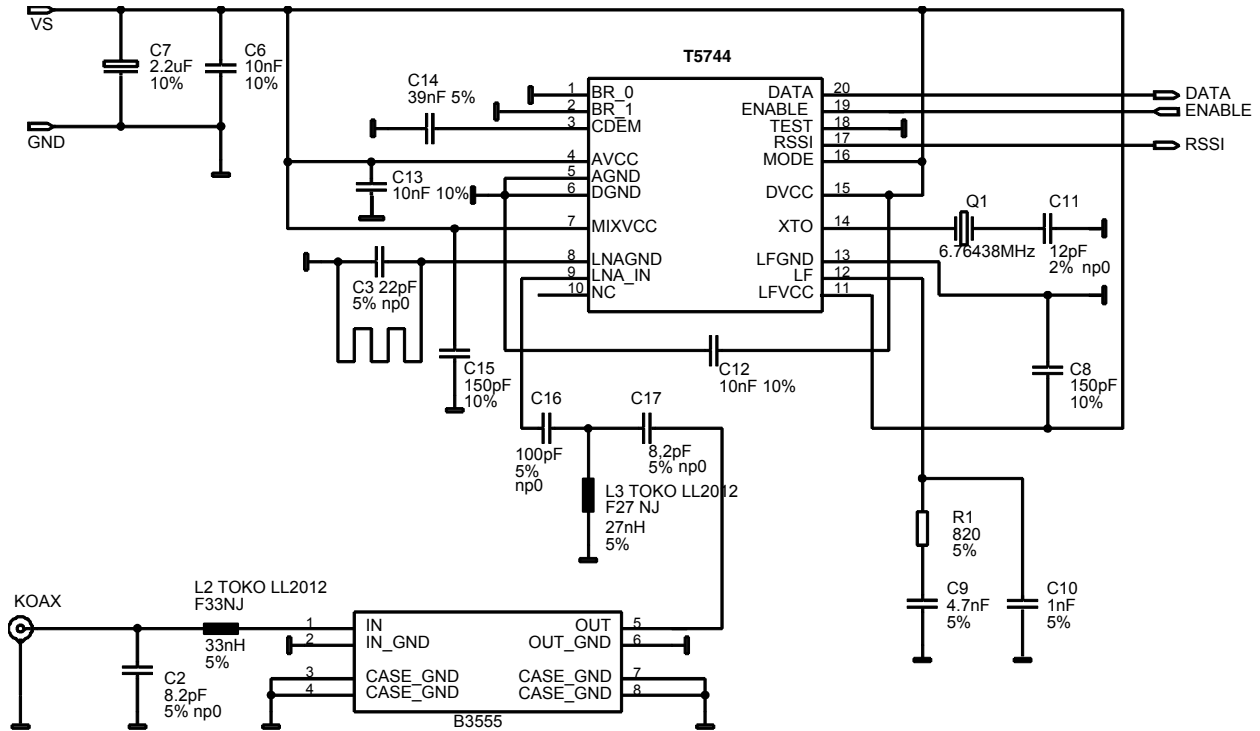 VS
C7
2.2uF
10%
C6
10nF
10%
GND
T5744
C14
39nF 5%
1 BR_0
2 BR_1
3 CDEM
4 AVCC
5 AGND
6 DGND
7 MIXVCC
8 LNAGND
9 LNA_IN
10 NC
DATA 20
ENABLE 19
TEST 18
RSSI 17
MODE 16
DVCC 15
XTO 14
LFGND 13
LF 12
LFVCC 11
DATA
ENABLE
RSSI
C13
10nF 10%
Q1
6.76438MHz
C11
12pF
2% np0
C3 22pF
5% np0
C15
150pF
10%
C12
10nF 10%
C8
150pF
10%
C16
100pF
5%
np0
C17
8,2pF
5% np0
L3 TOKO LL2012
F27 NJ
27nH
5%
R1
820
5%
C9
4.7nF
5%
C10
1nF
5%
KOAX
L2 TOKO LL2012
F33NJ
33nH
5%
C2
8.2pF
5% np0
1 IN
2 IN_GND
3 CASE_GND
4 CASE_GND
OUT 5
OUT_GND 6
CASE_GND 7
CASE_GND 8
B3555